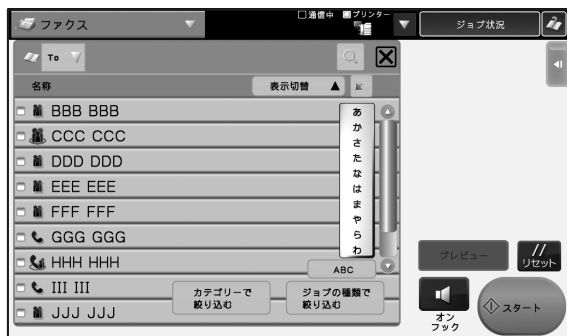 ファクス
□通信中 ■プリンター
ジョブ状況
To
名称
表示切替 ▲
BBB BBB
CCC CCC
DDD DDD
EEE EEE
FFF FFF
GGG GGG
HHH HHH
III III
JJJ JJJ
あ
か
さ
た
な
は
ま
や
ら
わ
ABC
カテゴリーで
絞り込む
ジョブの種類で
絞り込む
プレビュー
リセット
オン
フック
スタート